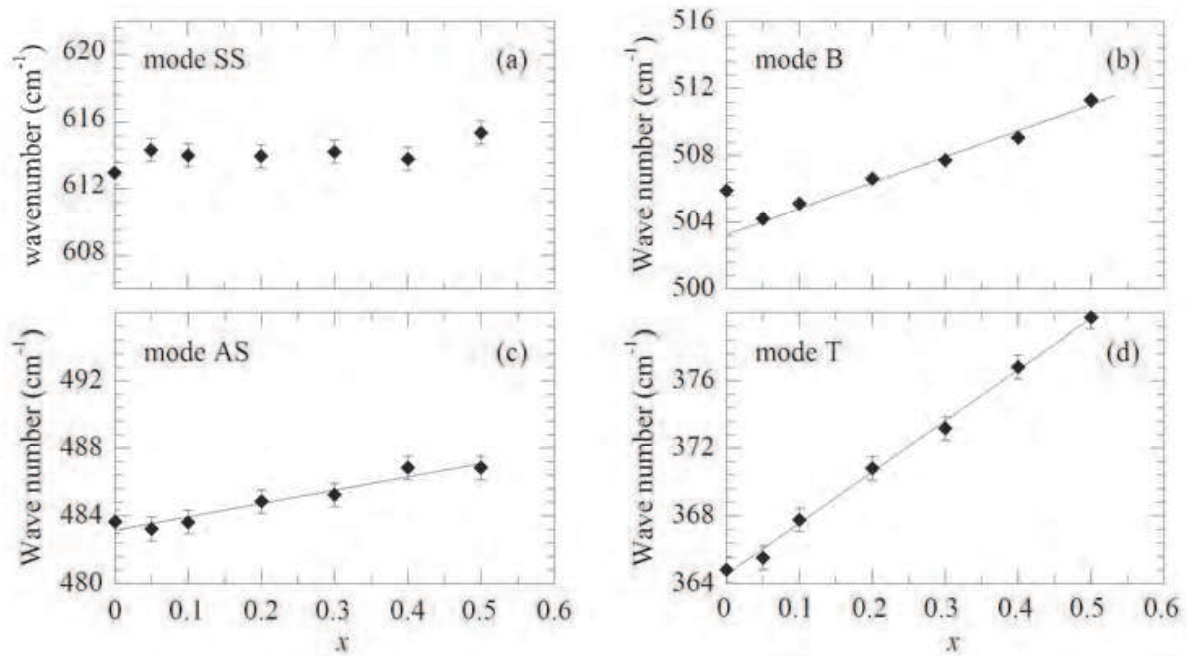 mode SS
(a)
620
616
612
608
wavenumber (cm⁻¹)
mode B
(b)
516
512
508
504
500
Wave number (cm⁻¹)
mode AS
(c)
492
488
484
480
Wave number (cm⁻¹)
0 0.1 0.2 0.3 0.4 0.5 0.6
x
mode T
(d)
376
372
368
364
Wave number (cm⁻¹)
0 0.1 0.2 0.3 0.4 0.5 0.6
x